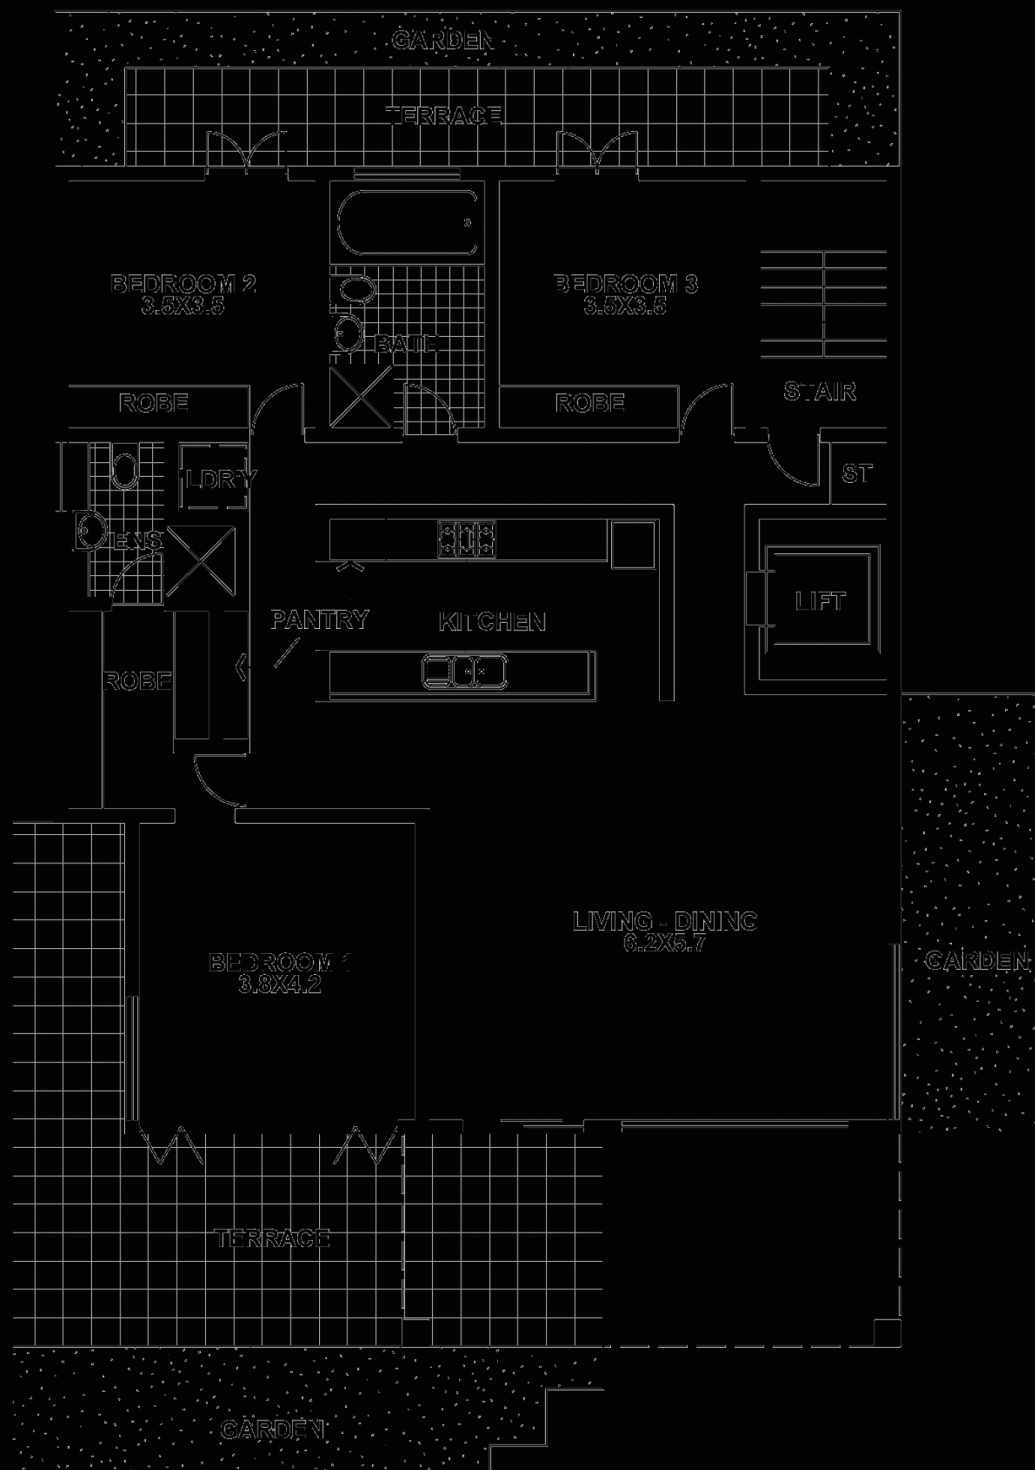 GARDEN
TERRACE
BEDROOM 2
3.5X3.5
BEDROOM 3
3.5X3.5
BATH
STAIR
ROBE
ROBE
LDR'Y
ST
ENS
LIFT
PANTRY
KITCHEN
ROBE
LIVING - DINING
6.2X5.7
BEDROOM 1
3.8X4.2
GARDEN
TERRACE
GARDEN